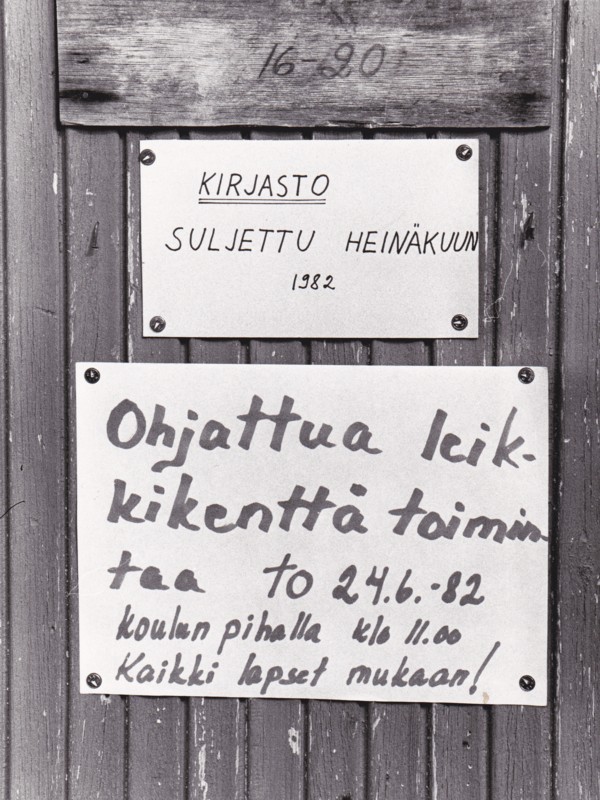 16-20
KIRJASTO
SULJETTU HEINÄKUUN
1982
Ohjattua leik-
kikenttä toimin-
taa to 24.6.-82
koulun pihalla klo 11.00
Kaikki lapset mukaan!